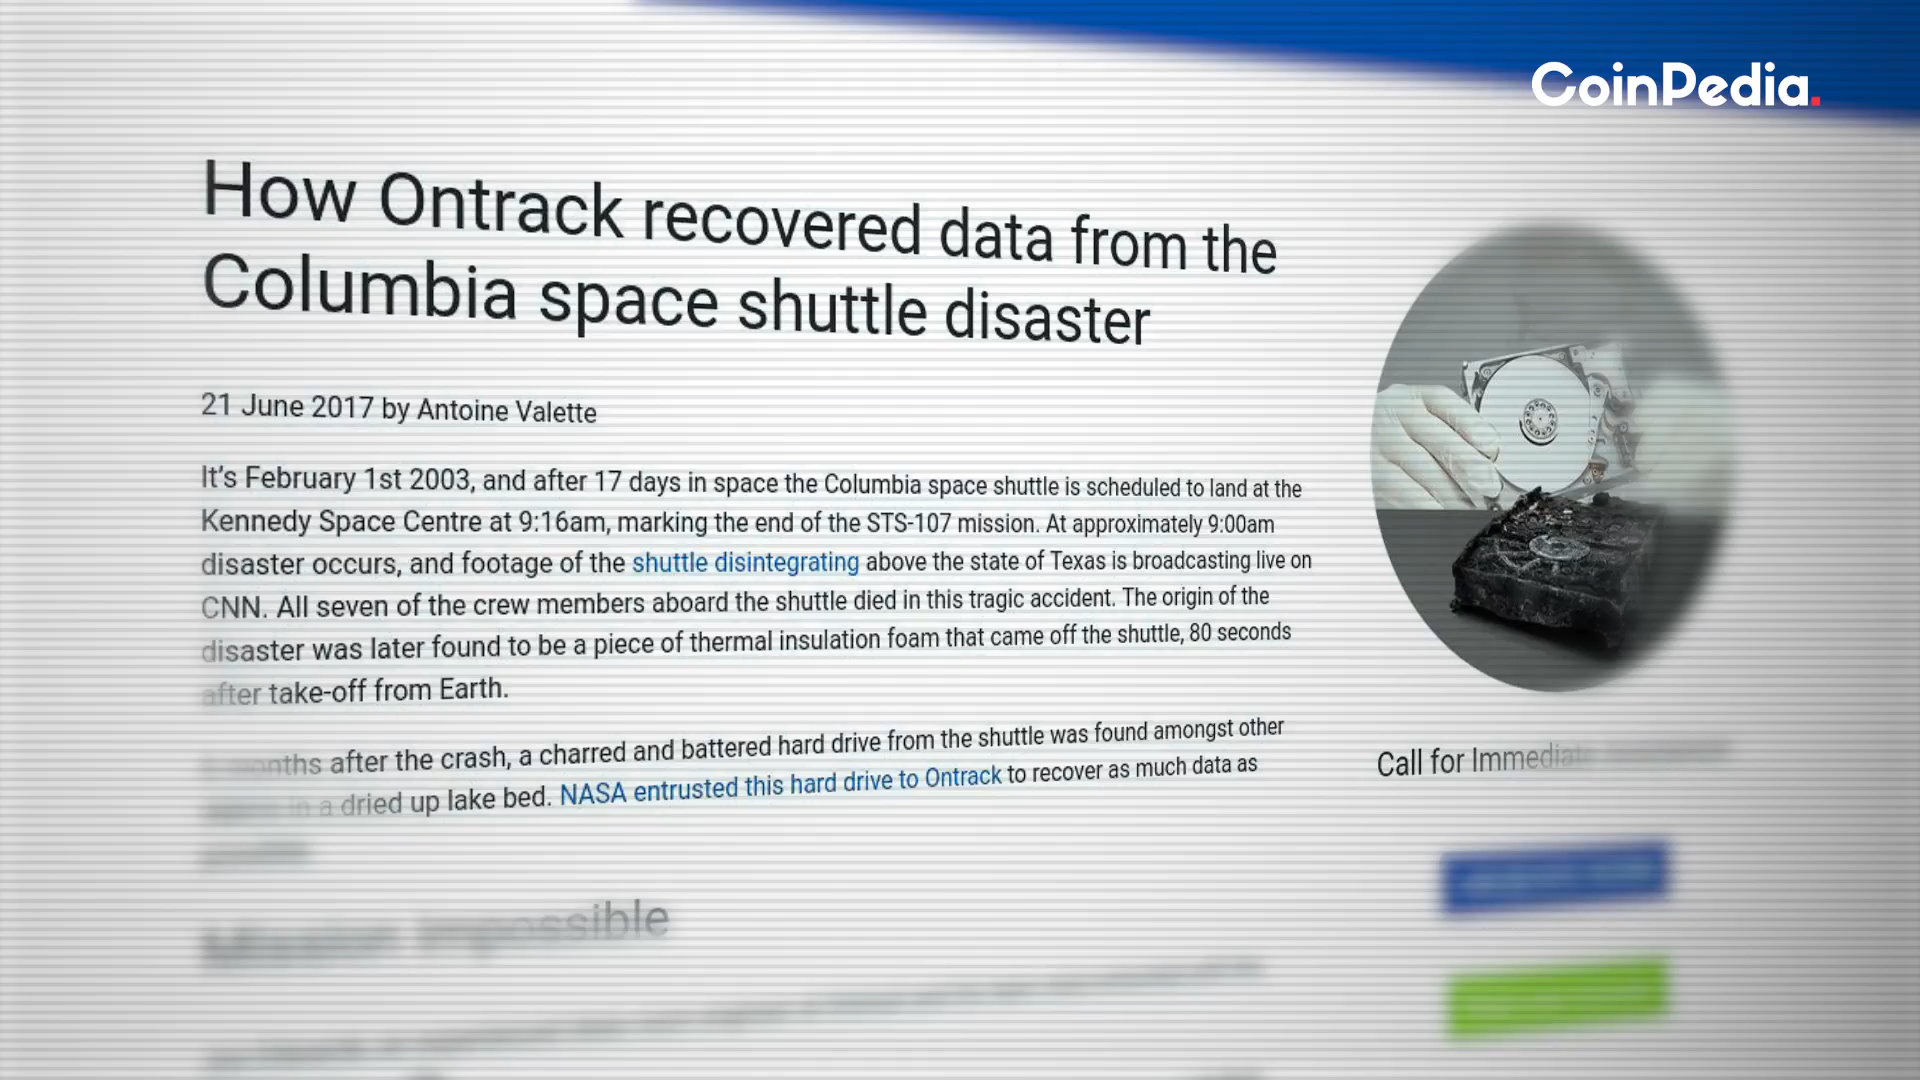 CoinPedia.
How Ontrack recovered data from the
Columbia space shuttle disaster
21 June 2017 by Antoine Valette
It's February 1st 2003, and after 17 days in space the Columbia space shuttle is scheduled to land at the
Kennedy Space Centre at 9:16am, marking the end of the STS-107 mission. At approximately 9:00am
disaster occurs, and footage of the shuttle disintegrating above the state of Texas is broadcasting live on
CNN. All seven of the crew members aboard the shuttle died in this tragic accident. The origin of the
disaster was later found to be a piece of thermal insulation foam that came off the shuttle, 80 seconds
after take-off from Earth.
months after the crash, a charred and battered hard drive from the shuttle was found amongst other
in a dried up lake bed. NASA entrusted this hard drive to Ontrack to recover as much data as
possible
Call for Immediate
Mission impossible